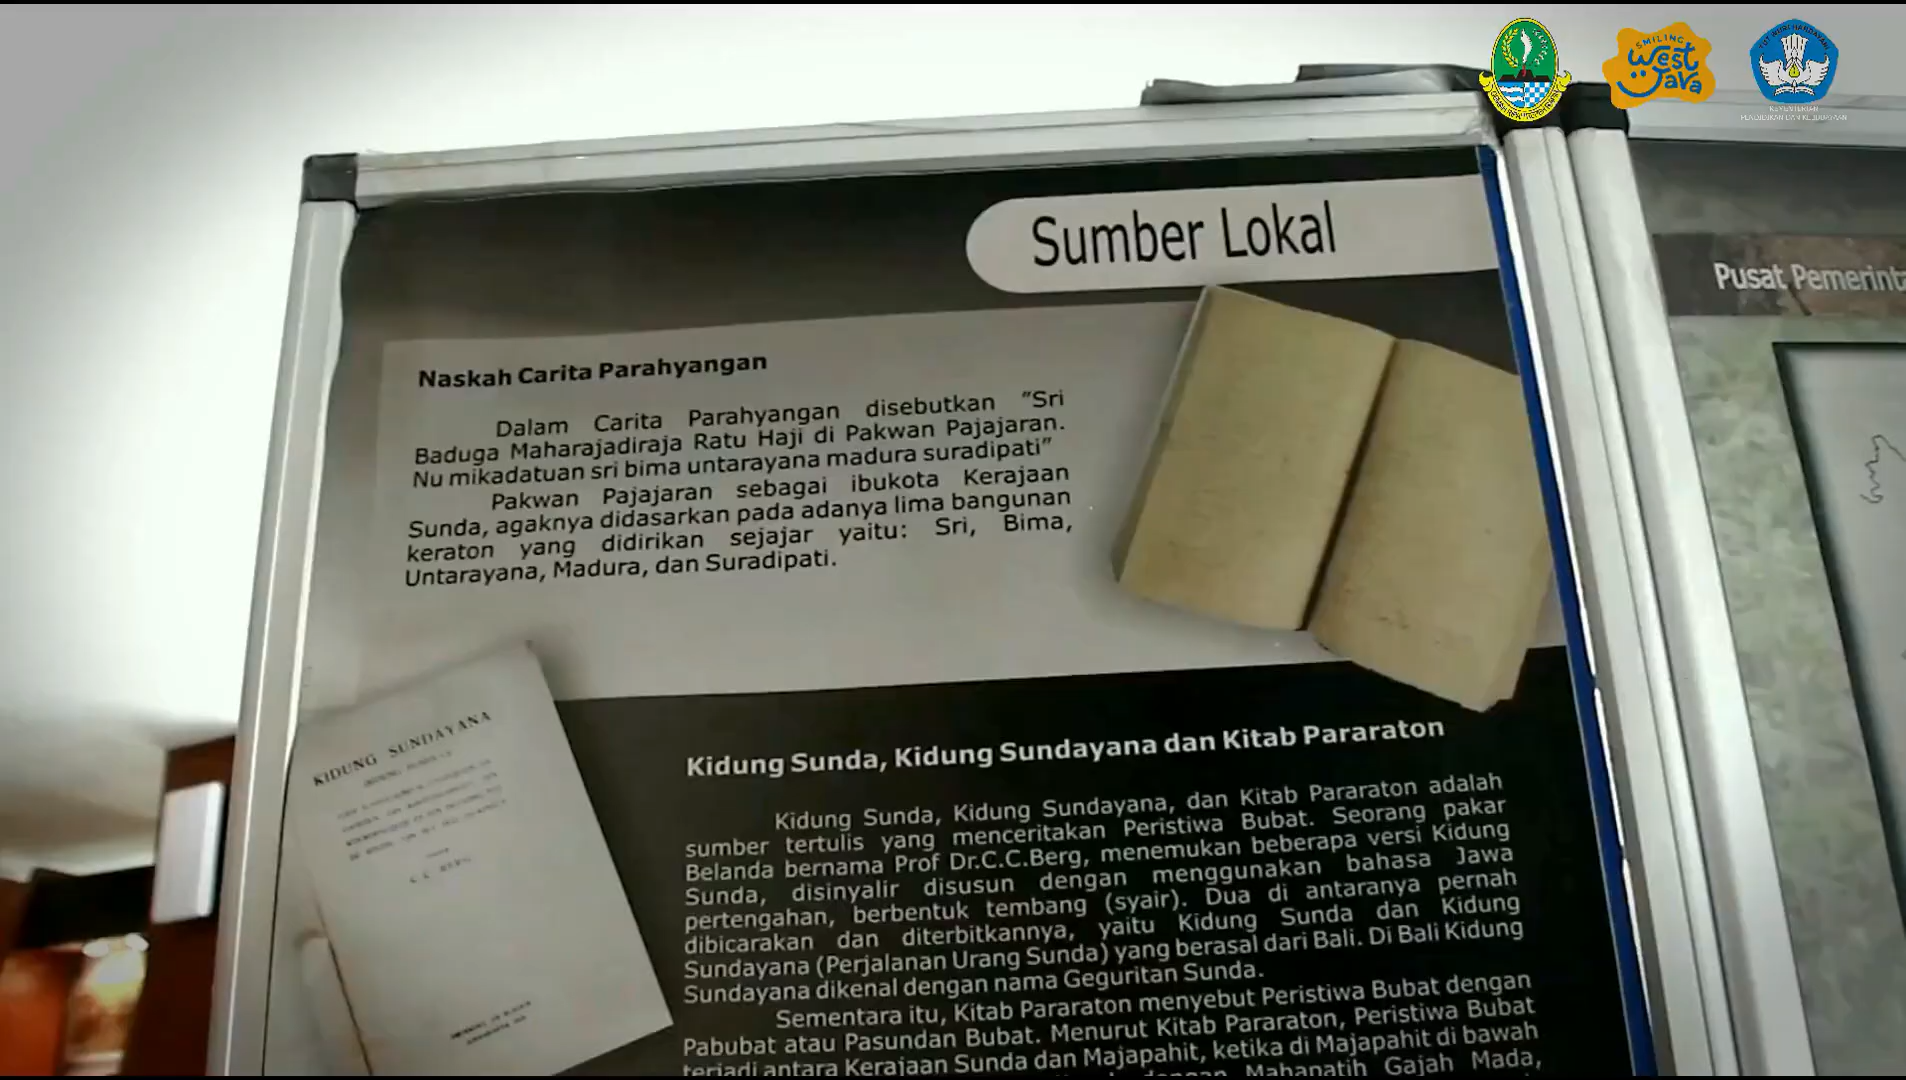 SMILING
West
Java
KEMENTERIAN
PENDIDIKAN DAN KEBUDAYAAN
Sumber Lokal
Pusat
Naskah Carita Parahyangan
Dalam Carita Parahyangan disebutkan "Sri
Baduga Maharajadiraja Ratu Haji di Pakwan Pajajaran.
Nu mikadatuan sri bima untarayana madura suradipati"
Pakwan Pajajaran sebagai ibukota Kerajaan
Sunda, agaknya didasarkan pada adanya lima bangunan
keraton yang didirikan sejajar yaitu: Sri, Bima,
Untarayana, Madura, dan Suradipati.
KIDUNG SUNDAYANA
C. C. BERG
Kidung Sunda, Kidung Sundayana dan Kitab Pararaton
Kidung Sunda, Kidung Sundayana, dan Kitab Pararaton adalah
sumber tertulis yang menceritakan Peristiwa Bubat. Seorang pakar
Belanda bernama Prof Dr.C.C.Berg, menemukan beberapa versi Kidung
Sunda, disinyalir disusun dengan menggunakan bahasa Jawa
pertengahan, berbentuk tembang (syair). Dua di antaranya pernah
dibicarakan dan diterbitkannya, yaitu Kidung Sunda dan Kidung
Sundayana (Perjalanan Urang Sunda) yang berasal dari Bali. Di Bali Kidung
Sundayana dikenal dengan nama Geguritan Sunda.
Sementara itu, Kitab Pararaton menyebut Peristiwa Bubat dengan
Pabubat atau Pasundan Bubat. Menurut Kitab Pararaton, Peristiwa Bubat
terjadi antara Kerajaan Sunda dan Majapahit, ketika di Majapahit di bawah
dengan Mahapatih Gajah Mada,